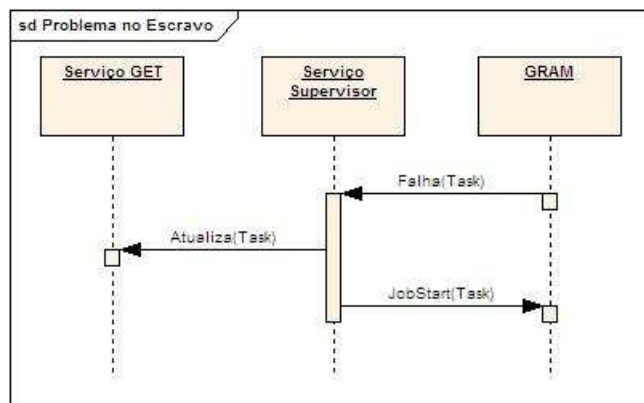 sd Problema no Escravo
Serviço GET
Serviço
Supervisor
GRAM
Falha(Task)
Atualiza(Task)
JobStart(Task)